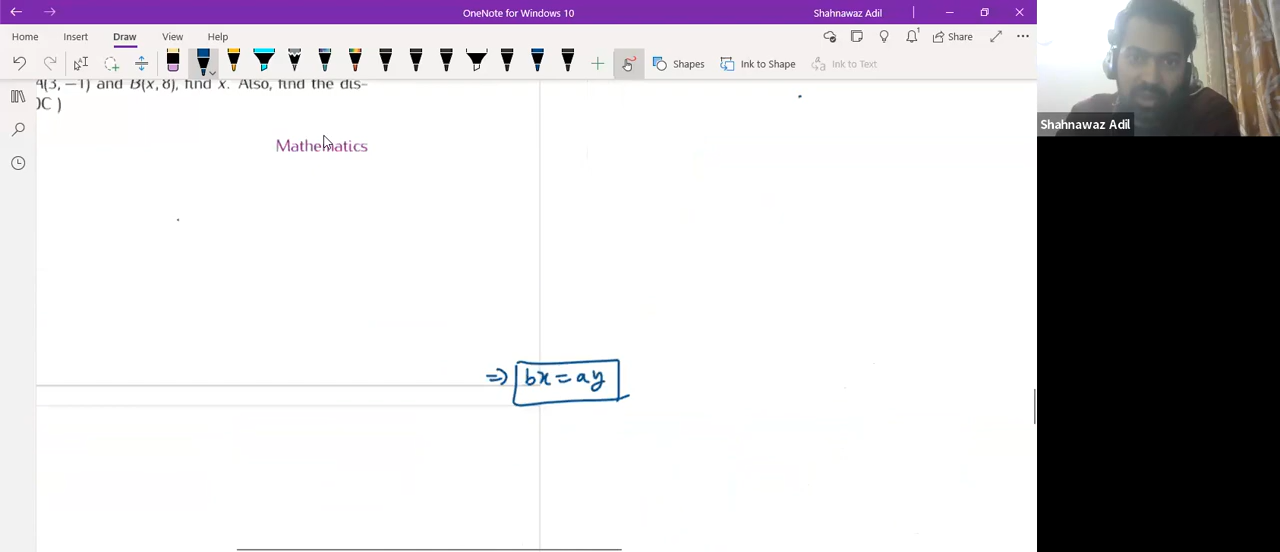 OneNote for Windows 10
Shahnawaz Adil
Home Insert Draw View Help
Share
Shapes
Ink to Shape
Ink to Text
A(3, −1) and B(x, 8), find x. Also, find the dis-
OC )
Mathematics
⇒ bx = ay
Shahnawaz Adil